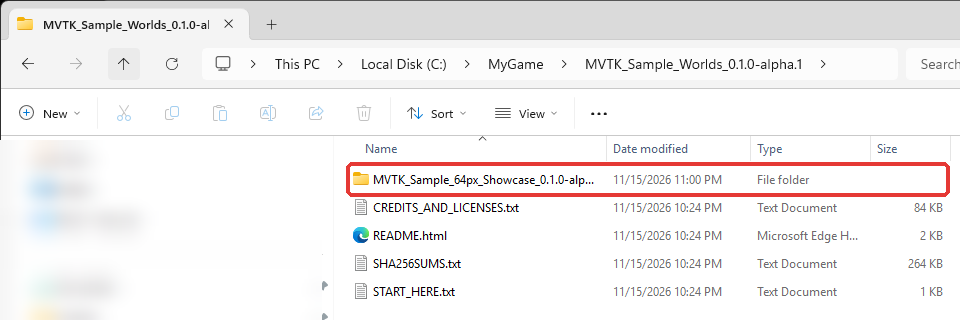 MVTK_Sample_Worlds_0.1.0-al
This PC > Local Disk (C:) > MyGame > MVTK_Sample_Worlds_0.1.0-alpha.1 > Search
New Sort View ...
Name Date modified Type Size
MVTK_Sample_64px_Showcase_0.1.0-alp... 11/15/2026 11:00 PM File folder
CREDITS_AND_LICENSES.txt 11/15/2026 10:24 PM Text Document 84 KB
README.html 11/15/2026 10:24 PM Microsoft Edge H... 2 KB
SHA256SUMS.txt 11/15/2026 10:24 PM Text Document 264 KB
START_HERE.txt 11/15/2026 10:24 PM Text Document 1 KB